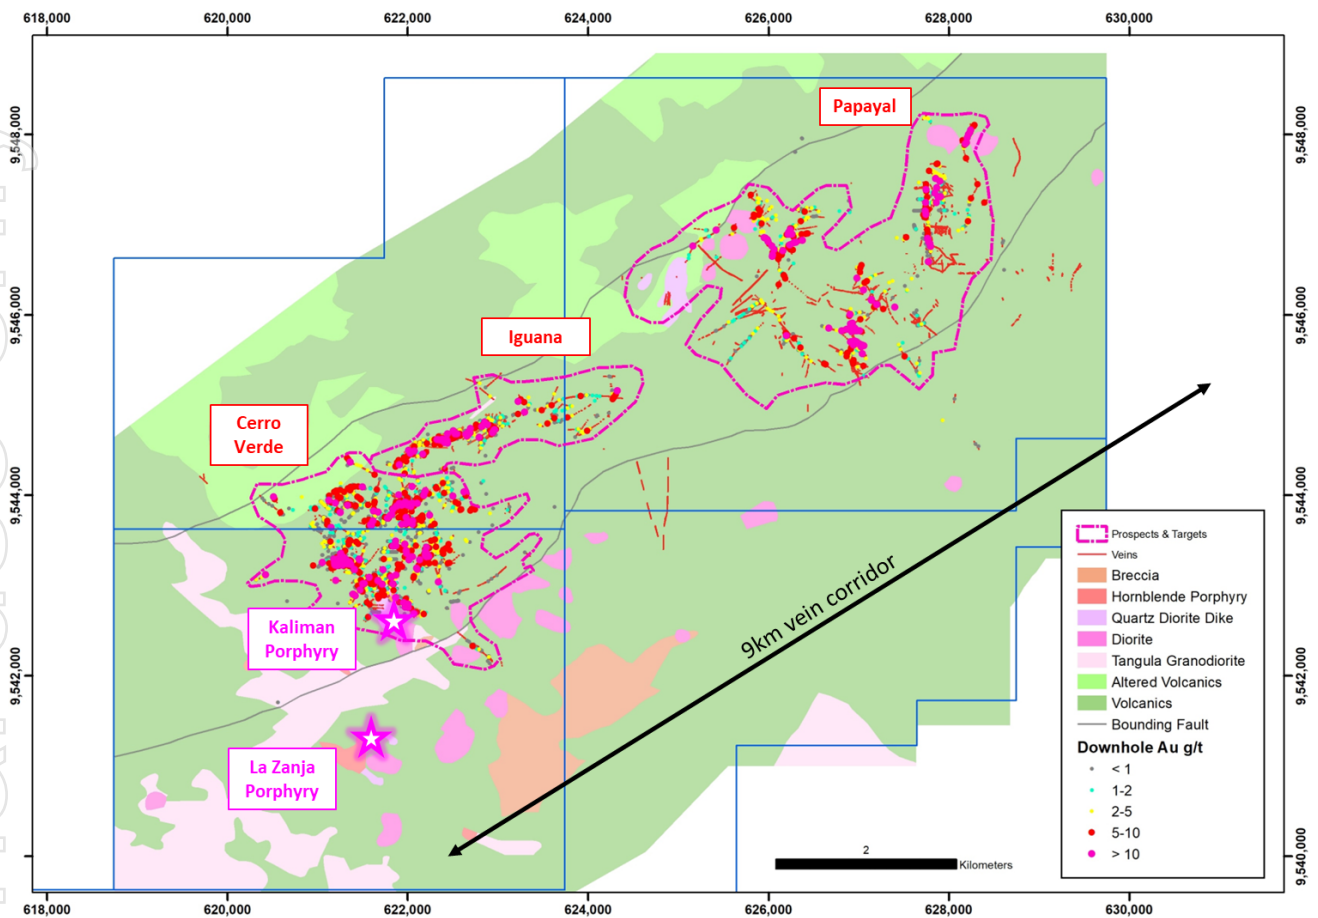 618,000 620,000 622,000 624,000 626,000 628,000 630,000
9,548,000
9,548,000
Papayal
9,546,000
9,546,000
Iguana
Cerro
Verde
9,544,000
9,544,000
Prospects & Targets
Veins
Breccia
Hornblende Porphyry
Quartz Diorite Dike
Diorite
Tangula Granodiorite
Altered Volcanics
Volcanics
Bounding Fault
Downhole Au g/t
< 1
1-2
2-5
5-10
> 10
9km vein corridor
Kaliman
Porphyry
9,542,000
9,542,000
La Zanja
Porphyry
2
Kilometers
9,540,000
618,000 620,000 622,000 624,000 626,000 628,000 630,000